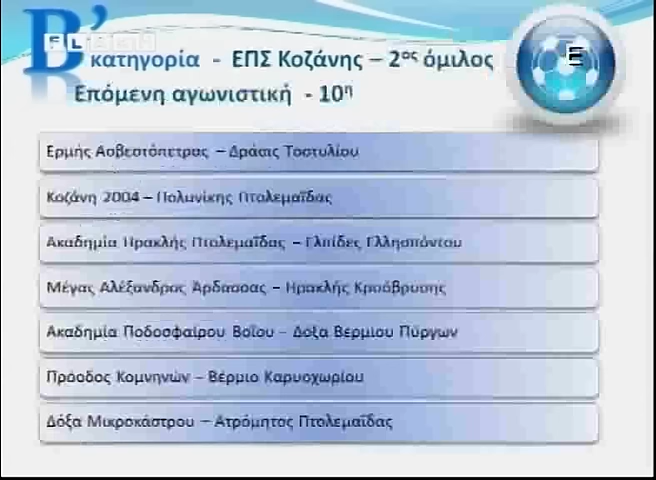 Β' κατηγορία - ΕΠΣ Κοζάνης – 2ος όμιλος
Επόμενη αγωνιστική - 10η
Ερμής Ασβεστόπετρας – Δράσις Τοστυλίου
Κοζάνη 2004 – Πολυνίκης Πτολεμαΐδας
Ακαδημία Ηρακλής Πτολεμαΐδας – Ελπίδες Ελλησπόντου
Μέγας Αλέξανδρος Άρδασσας – Ηρακλής Κρυόβρυσης
Ακαδημία Ποδοσφαίρου Βοΐου – Δόξα Βερμίου Πύργων
Πρόοδος Κομνηνών – Βέρμιο Καρυοχωρίου
Δόξα Μικροκάστρου – Ατρόμητος Πτολεμαΐδας